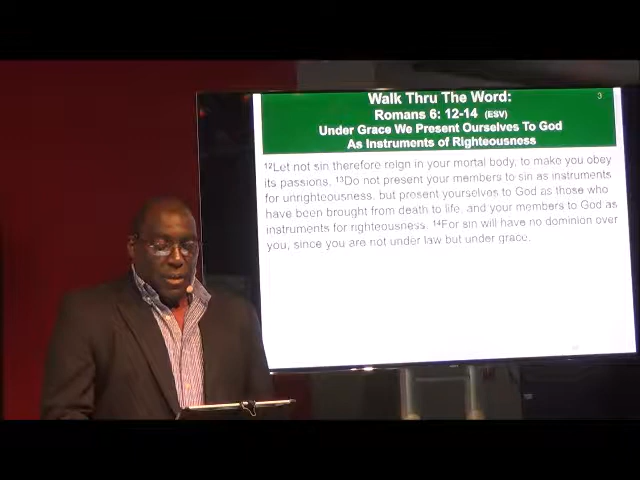 Walk Thru The Word:
3
Romans 6: 12-14 (ESV)
Under Grace We Present Ourselves To God
As Instruments of Righteousness
12Let not sin therefore reign in your mortal body, to make you obey
its passions. 13Do not present your members to sin as instruments
for unrighteousness, but present yourselves to God as those who
have been brought from death to life, and your members to God as
instruments for righteousness. 14For sin will have no dominion over
you, since you are not under law but under grace.